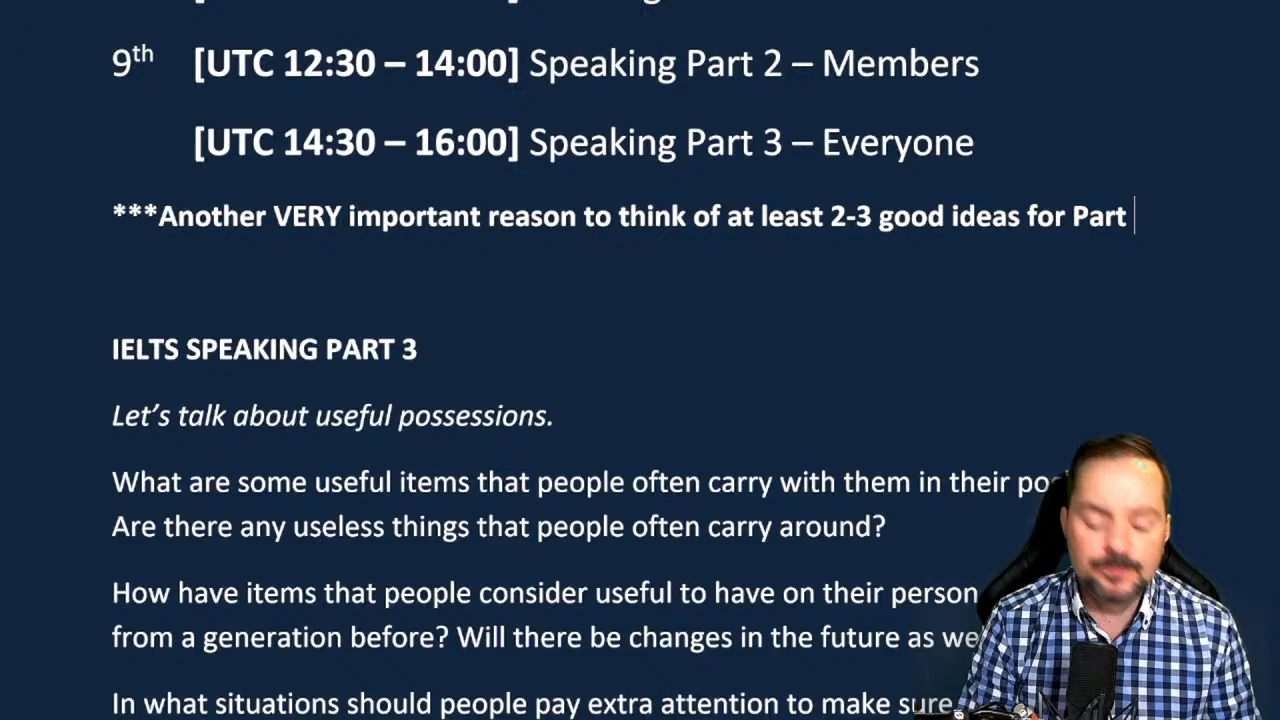 9th [UTC 12:30 – 14:00] Speaking Part 2 – Members
[UTC 14:30 – 16:00] Speaking Part 3 – Everyone
***Another VERY important reason to think of at least 2-3 good ideas for Part
IELTS SPEAKING PART 3
Let's talk about useful possessions.
What are some useful items that people often carry with them in their
Are there any useless things that people often carry around?
How have items that people consider useful to have on their person
from a generation before? Will there be changes in the future as
In what situations should people pay extra attention to make sure